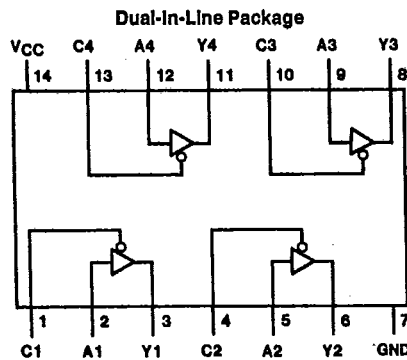 Dual-In-Line Package
VCC C4 A4 Y4 C3 A3 Y3
14 13 12 11 10 9 8
1 2 3 4 5 6 7
C1 A1 Y1 C2 A2 Y2 GND